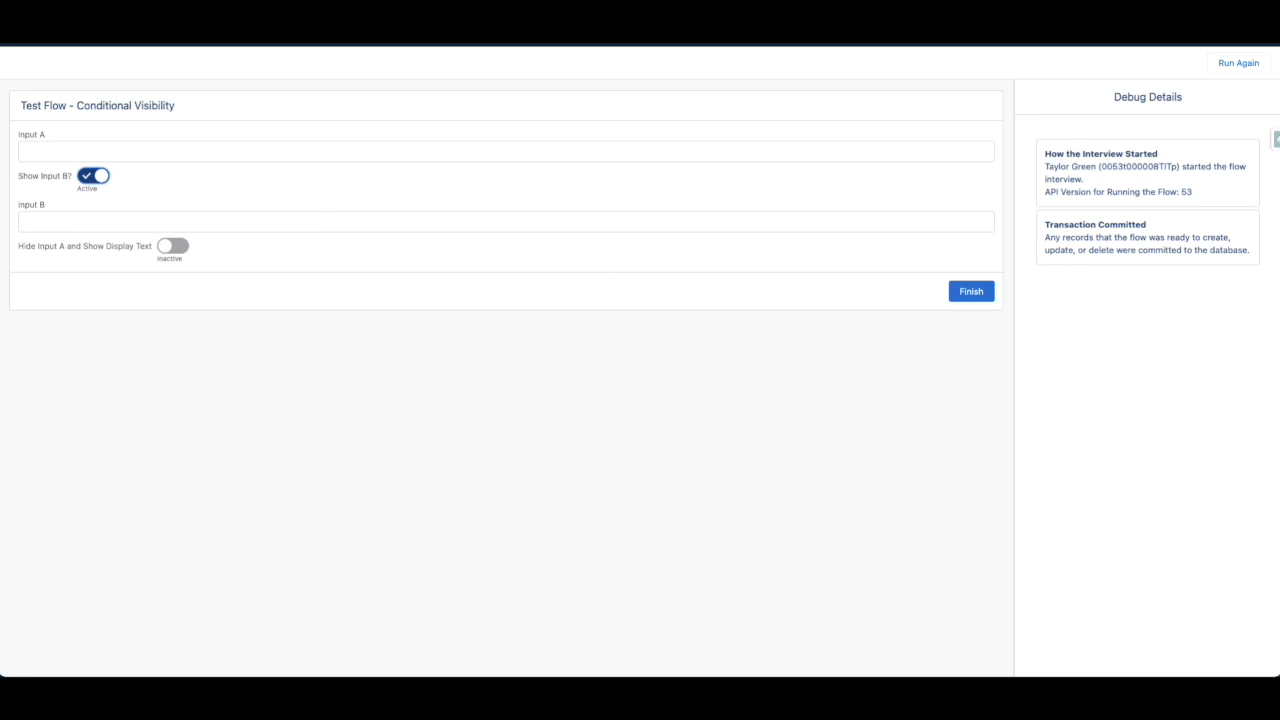 Run Again
Test Flow - Conditional Visibility
Debug Details
Input A
Show Input B?
Active
Input B
Hide Input A and Show Display Text
Inactive
Finish
How the Interview Started
Taylor Green (0053t000008TITp) started the flow
interview.
API Version for Running the Flow: 53
Transaction Committed
Any records that the flow was ready to create,
update, or delete were committed to the database.